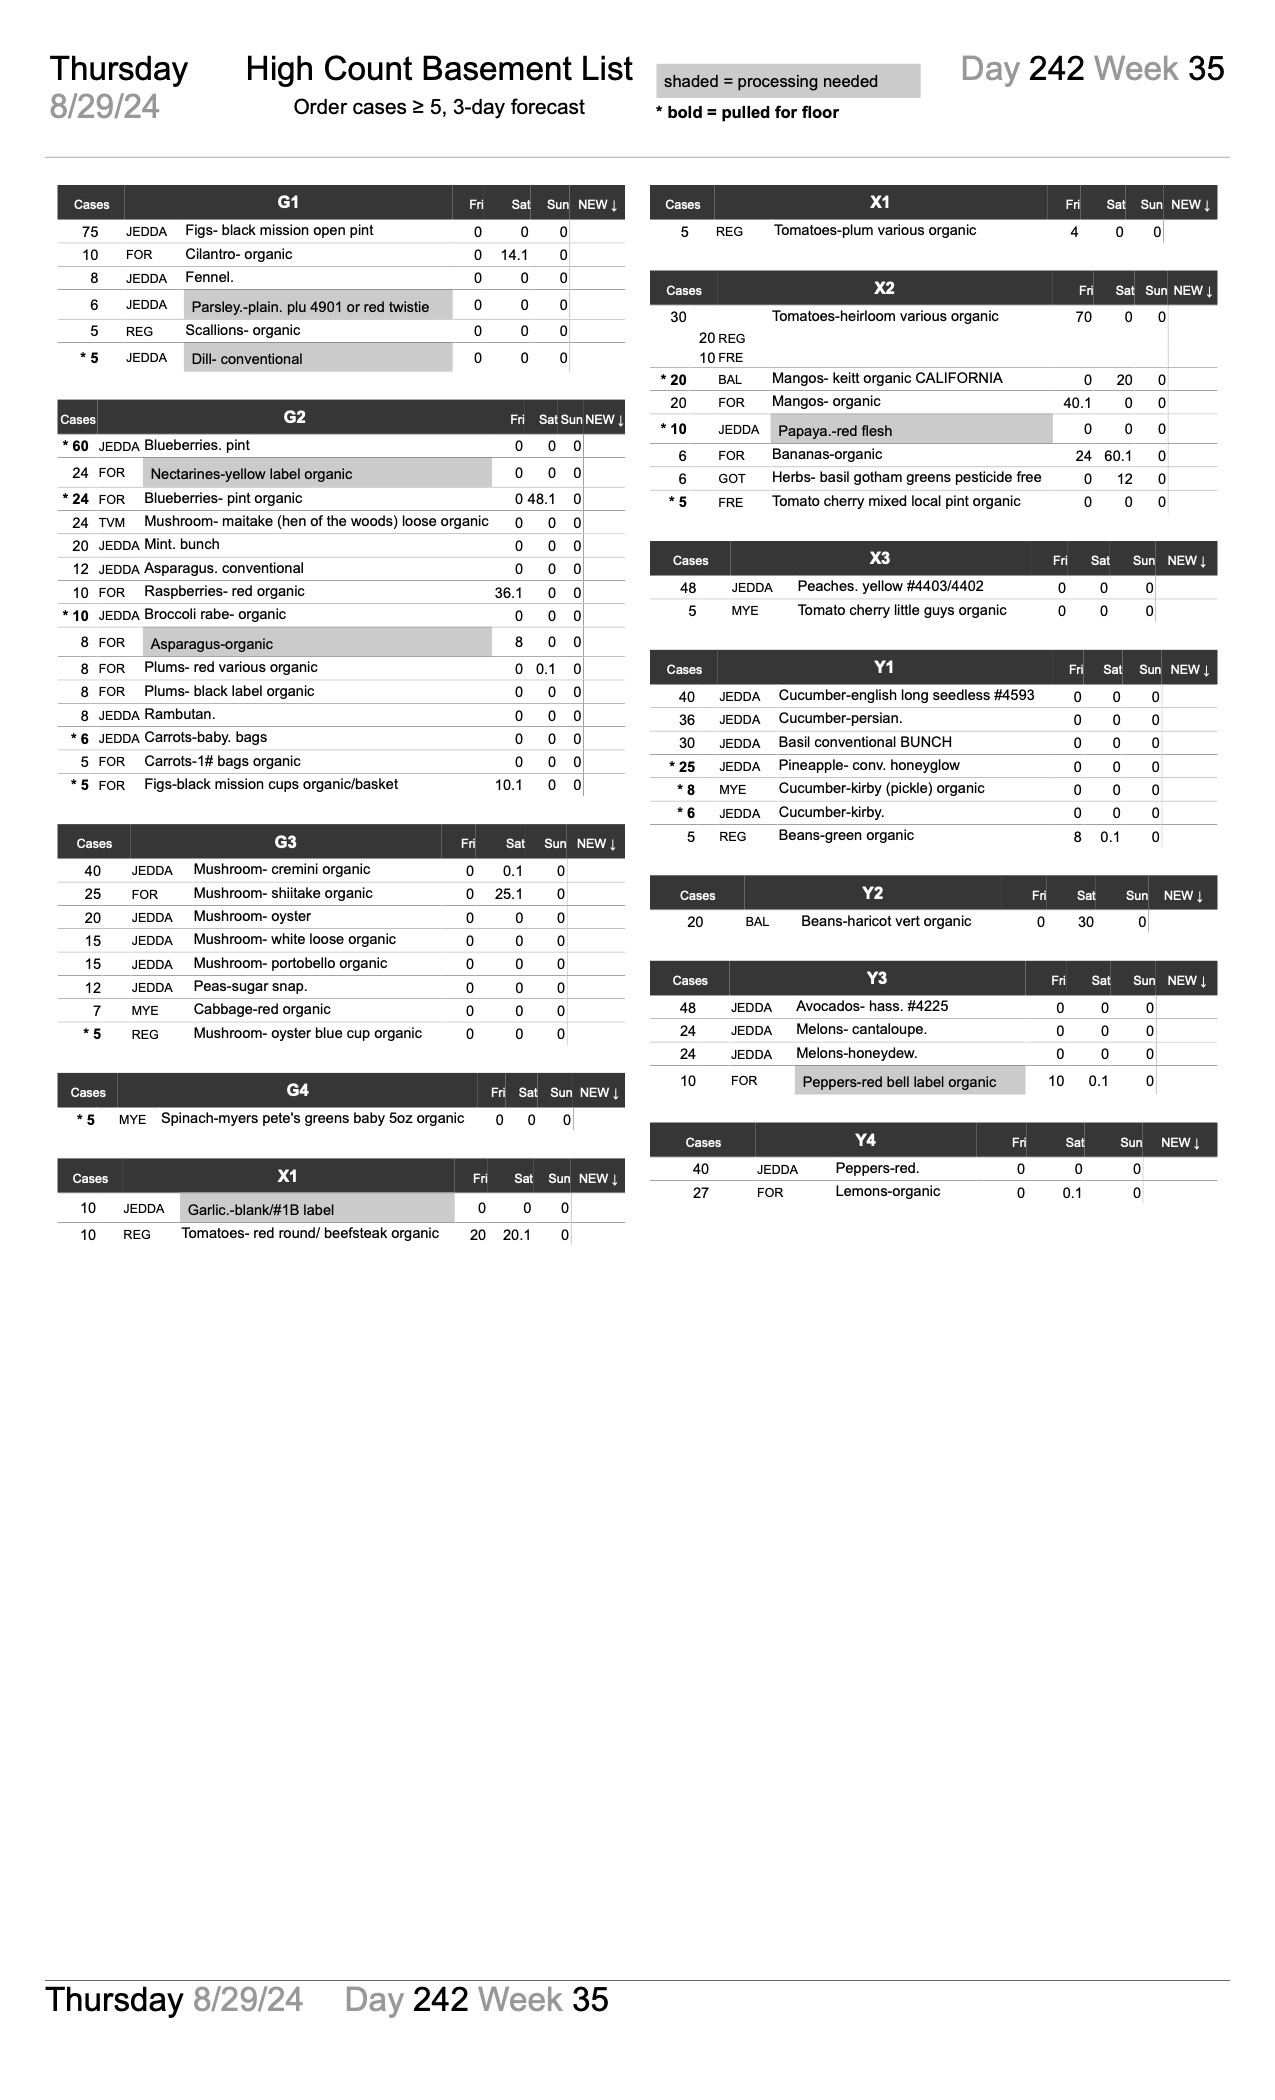 Thursday High Count Basement List shaded = processing needed Day 242 Week 35
8/29/24 Order cases ≥ 5, 3-day forecast * bold = pulled for floor
Cases G1 Fri Sat Sun NEW ↓
75 JEDDA Figs- black mission open pint 0 0 0
10 FOR Cilantro- organic 0 14.1 0
8 JEDDA Fennel. 0 0 0
6 JEDDA Parsley.-plain. plu 4901 or red twistie 0 0 0
5 REG Scallions- organic 0 0 0
* 5 JEDDA Dill- conventional 0 0 0
Cases G2 Fri Sat Sun NEW ↓
* 60 JEDDA Blueberries. pint 0 0 0
24 FOR Nectarines-yellow label organic 0 0 0
* 24 FOR Blueberries- pint organic 0 48.1 0
24 TVM Mushroom- maitake (hen of the woods) loose organic 0 0 0
20 JEDDA Mint. bunch 0 0 0
12 JEDDA Asparagus. conventional 0 0 0
10 FOR Raspberries- red organic 36.1 0 0
* 10 JEDDA Broccoli rabe- organic 0 0 0
8 FOR Asparagus-organic 8 0 0
8 FOR Plums- red various organic 0 0.1 0
8 FOR Plums- black label organic 0 0 0
8 JEDDA Rambutan. 0 0 0
* 6 JEDDA Carrots-baby. bags 0 0 0
5 FOR Carrots-1# bags organic 0 0 0
* 5 FOR Figs-black mission cups organic/basket 10.1 0 0
Cases G3 Fri Sat Sun NEW ↓
40 JEDDA Mushroom- cremini organic 0 0.1 0
25 FOR Mushroom- shiitake organic 0 25.1 0
20 JEDDA Mushroom- oyster 0 0 0
15 JEDDA Mushroom- white loose organic 0 0 0
15 JEDDA Mushroom- portobello organic 0 0 0
12 JEDDA Peas-sugar snap. 0 0 0
7 MYE Cabbage-red organic 0 0 0
* 5 REG Mushroom- oyster blue cup organic 0 0 0
Cases G4 Fri Sat Sun NEW ↓
* 5 MYE Spinach-myers pete's greens baby 5oz organic 0 0 0
Cases X1 Fri Sat Sun NEW ↓
10 JEDDA Garlic.-blank/#1B label 0 0 0
10 REG Tomatoes- red round/ beefsteak organic 20 20.1 0
Cases X1 Fri Sat Sun NEW ↓
5 REG Tomatoes-plum various organic 4 0 0
Cases X2 Fri Sat Sun NEW ↓
30 Tomatoes-heirloom various organic 70 0 0
20 REG
10 FRE
* 20 BAL Mangos- keitt organic CALIFORNIA 0 20 0
20 FOR Mangos- organic 40.1 0 0
* 10 JEDDA Papaya.-red flesh 0 0 0
6 FOR Bananas-organic 24 60.1 0
6 GOT Herbs- basil gotham greens pesticide free 0 12 0
* 5 FRE Tomato cherry mixed local pint organic 0 0 0
Cases X3 Fri Sat Sun NEW ↓
48 JEDDA Peaches. yellow #4403/4402 0 0 0
5 MYE Tomato cherry little guys organic 0 0 0
Cases Y1 Fri Sat Sun NEW ↓
40 JEDDA Cucumber-english long seedless #4593 0 0 0
36 JEDDA Cucumber-persian. 0 0 0
30 JEDDA Basil conventional BUNCH 0 0 0
* 25 JEDDA Pineapple- conv. honeyglow 0 0 0
* 8 MYE Cucumber-kirby (pickle) organic 0 0 0
* 6 JEDDA Cucumber-kirby. 0 0 0
5 REG Beans-green organic 8 0.1 0
Cases Y2 Fri Sat Sun NEW ↓
20 BAL Beans-haricot vert organic 0 30 0
Cases Y3 Fri Sat Sun NEW ↓
48 JEDDA Avocados- hass. #4225 0 0 0
24 JEDDA Melons- cantaloupe. 0 0 0
24 JEDDA Melons-honeydew. 0 0 0
10 FOR Peppers-red bell label organic 10 0.1 0
Cases Y4 Fri Sat Sun NEW ↓
40 JEDDA Peppers-red. 0 0 0
27 FOR Lemons-organic 0 0.1 0
Thursday 8/29/24 Day 242 Week 35